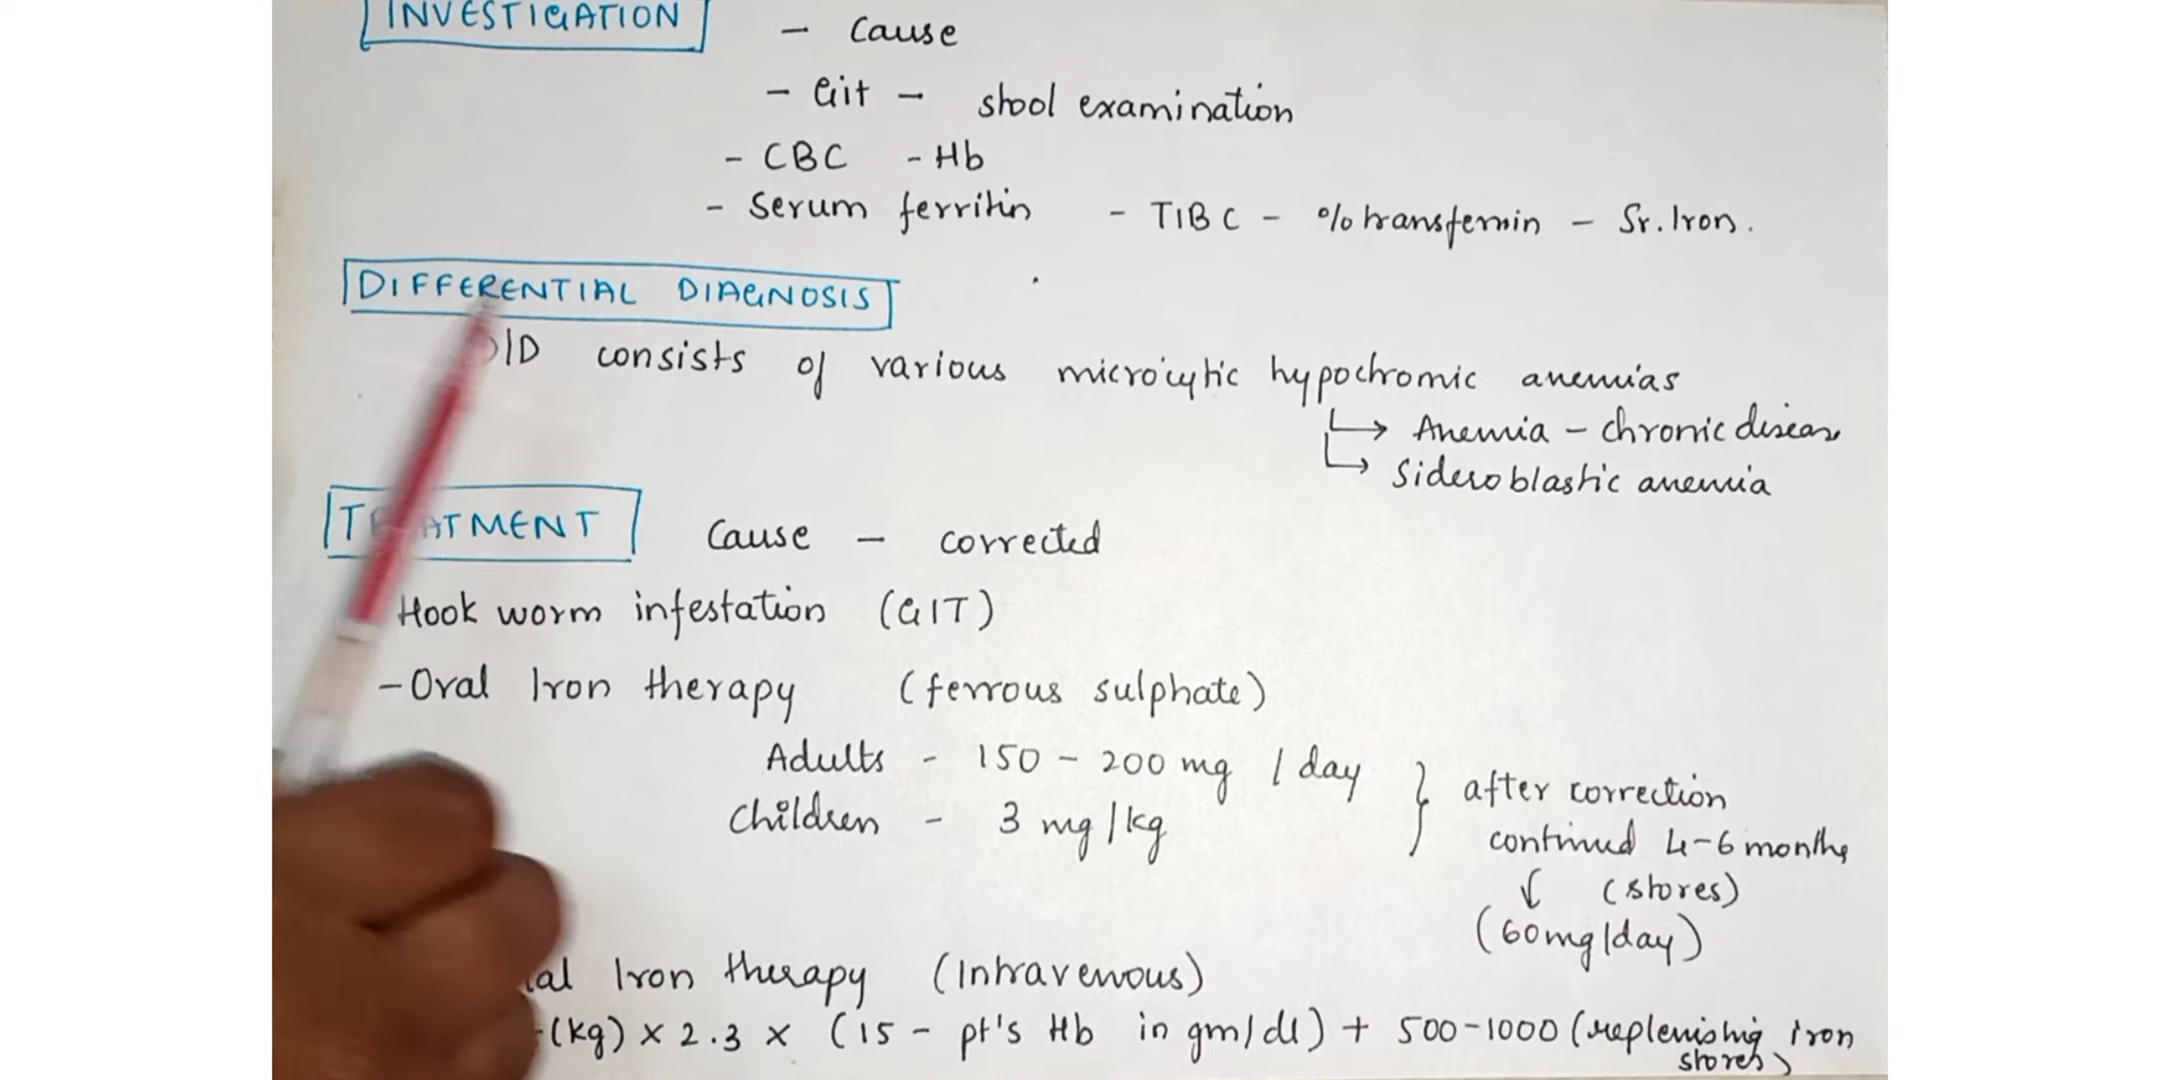 INVESTIGATION
- Cause
- Git - stool examination
- CBC - Hb
- Serum ferritin - TIBC - % transferrin - Sr. Iron.
DIFFERENTIAL DIAGNOSIS
D/D consists of various microcytic hypochromic anemias
→ Anemia - chronic disease
→ Sideroblastic anemia
TREATMENT Cause - corrected
Hook worm infestation (GIT)
- Oral Iron therapy (ferrous sulphate)
Adults - 150 - 200 mg / day
Children - 3 mg/kg
} after correction
continued 4-6 months
↓ (stores)
(60mg/day)
Iron therapy (Intravenous)
(kg) x 2.3 x (15 - pt's Hb in gm/dl) + 500-1000 (replenishing iron
stores)